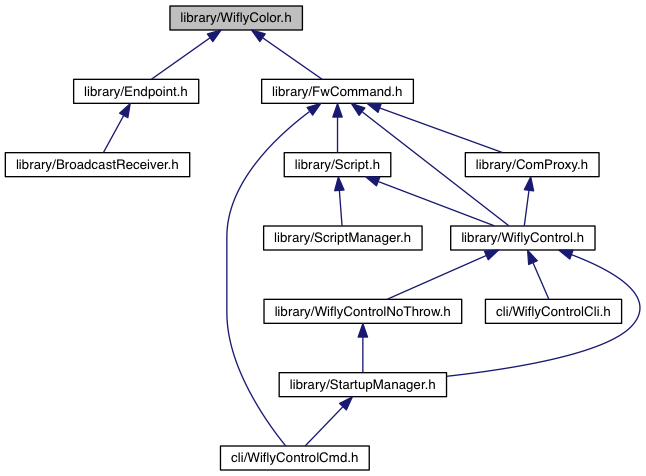 library/WiflyColor.h
library/Endpoint.h
library/FwCommand.h
library/BroadcastReceiver.h
library/Script.h
library/ComProxy.h
library/ScriptManager.h
library/WiflyControl.h
library/WiflyControlNoThrow.h
cli/WiflyControlCli.h
library/StartupManager.h
cli/WiflyControlCmd.h